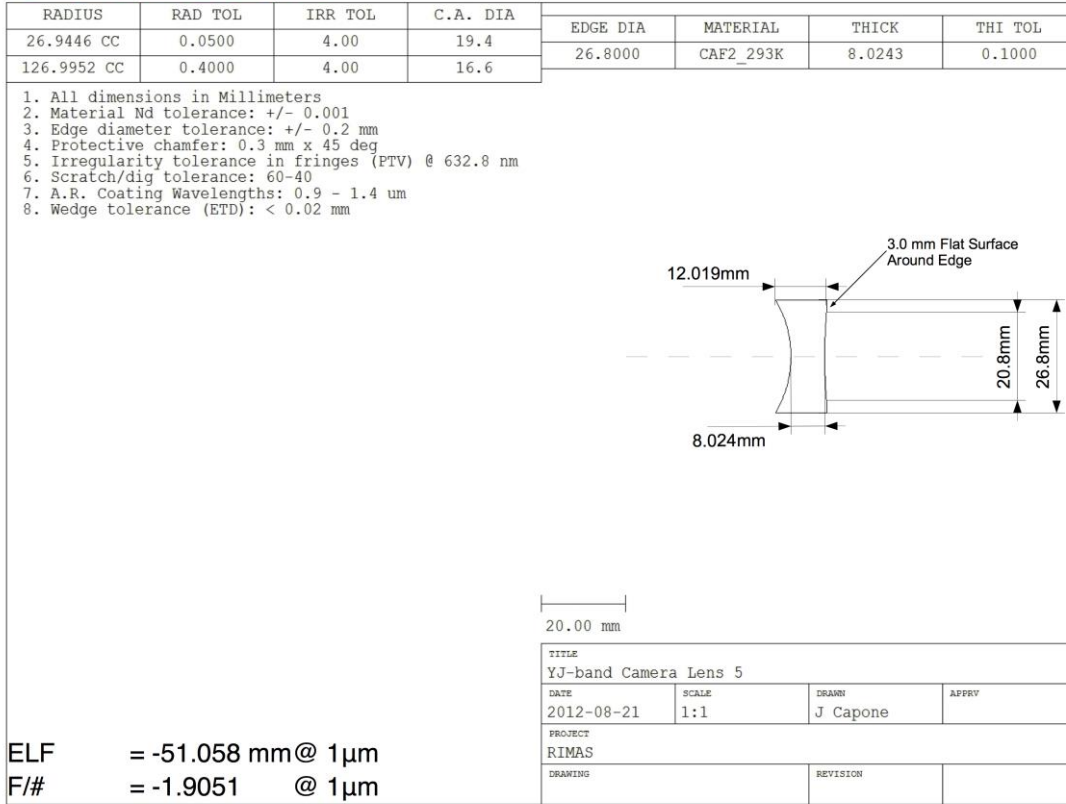 RADIUS RAD TOL IRR TOL C.A. DIA
26.9446 CC 0.0500 4.00 19.4
126.9952 CC 0.4000 4.00 16.6
EDGE DIA MATERIAL THICK THI TOL
26.8000 CAF2_293K 8.0243 0.1000
1. All dimensions in Millimeters
2. Material Nd tolerance: +/- 0.001
3. Edge diameter tolerance: +/- 0.2 mm
4. Protective chamfer: 0.3 mm x 45 deg
5. Irregularity tolerance in fringes (PTV) @ 632.8 nm
6. Scratch/dig tolerance: 60-40
7. A.R. Coating Wavelengths: 0.9 - 1.4 um
8. Wedge tolerance (ETD): < 0.02 mm
3.0 mm Flat Surface
Around Edge
12.019mm
20.8mm
26.8mm
8.024mm
20.00 mm
TITLE
YJ-band Camera Lens 5
DATE SCALE DRAWN APPRV
2012-08-21 1:1 J Capone
PROJECT
RIMAS
DRAWING REVISION
ELF = -51.058 mm@ 1µm
F/# = -1.9051 @ 1µm